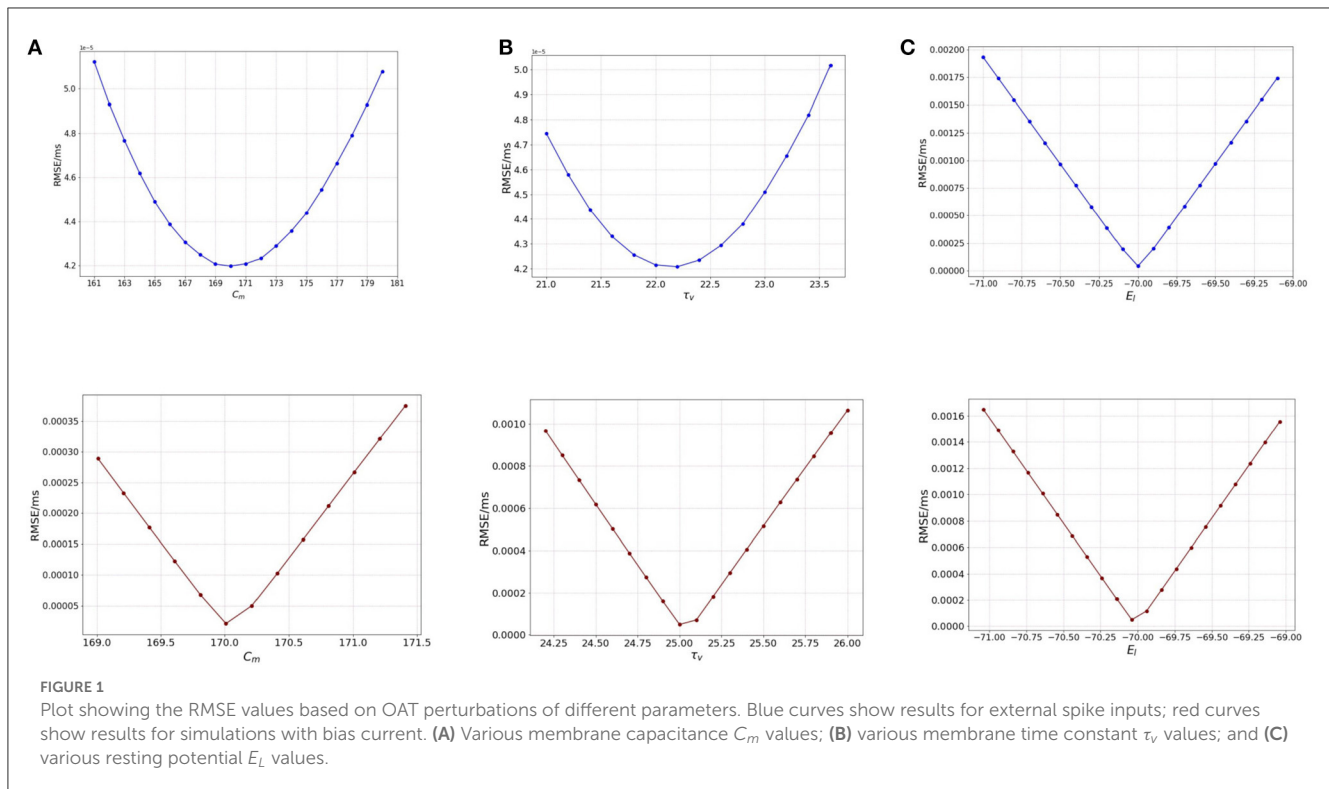 A
1e−5
5.0
4.8
4.6
4.4
4.2
RMSE/ms
161 163 165 167 169 171 173 175 177 179 181
C_m
B
1e−5
5.0
4.9
4.8
4.7
4.6
4.5
4.4
4.3
4.2
RMSE/ms
21.0 21.5 22.0 22.5 23.0 23.5
τ_v
C
0.00200
0.00175
0.00150
0.00125
0.00100
0.00075
0.00050
0.00025
0.00000
RMSE/ms
−71.00 −70.75 −70.50 −70.25 −70.00 −69.75 −69.50 −69.25 −69.00
E_l
0.00035
0.00030
0.00025
0.00020
0.00015
0.00010
0.00005
RMSE/ms
169.0 169.5 170.0 170.5 171.0 171.5
C_m
0.0010
0.0008
0.0006
0.0004
0.0002
0.0000
RMSE/ms
24.25 24.50 24.75 25.00 25.25 25.50 25.75 26.00
τ_v
0.0016
0.0014
0.0012
0.0010
0.0008
0.0006
0.0004
0.0002
0.0000
RMSE/ms
−71.00 −70.75 −70.50 −70.25 −70.00 −69.75 −69.50 −69.25 −69.00
E_l
FIGURE 1
Plot showing the RMSE values based on OAT perturbations of different parameters. Blue curves show results for external spike inputs; red curves
show results for simulations with bias current. (A) Various membrane capacitance C_m values; (B) various membrane time constant τ_v values; and (C)
various resting potential E_L values.